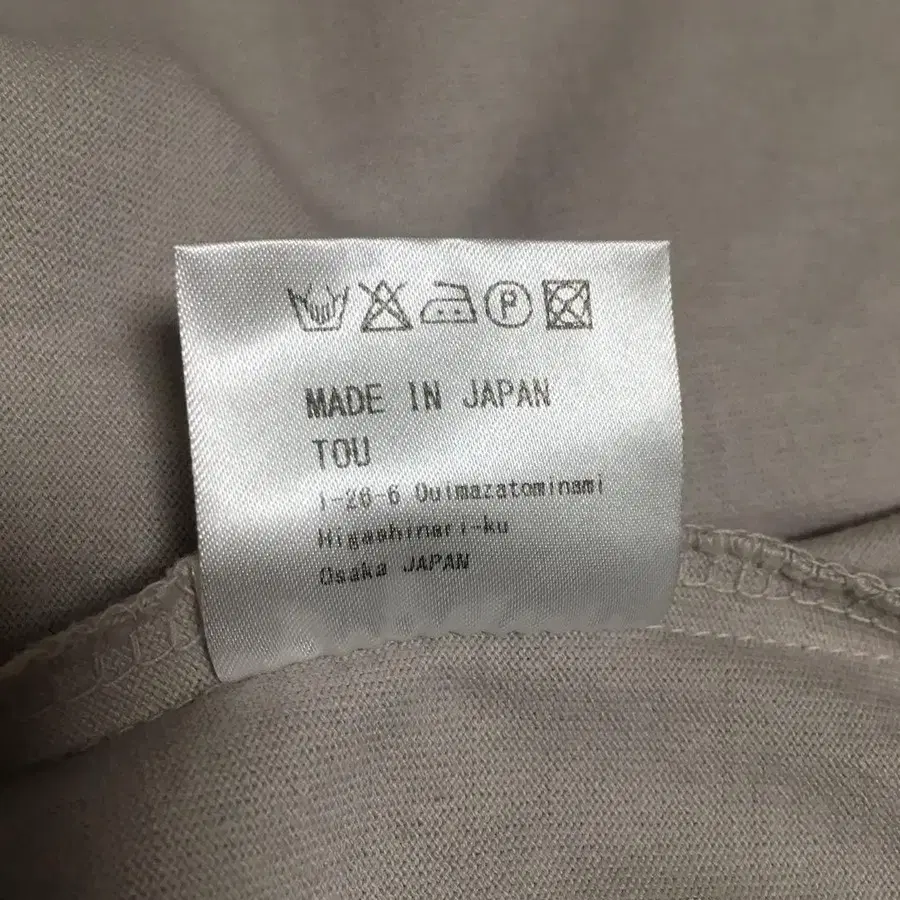 P
MADE IN JAPAN
TOU
1-26-6 Ouimazatominami
Higashinari-ku
Osaka JAPAN